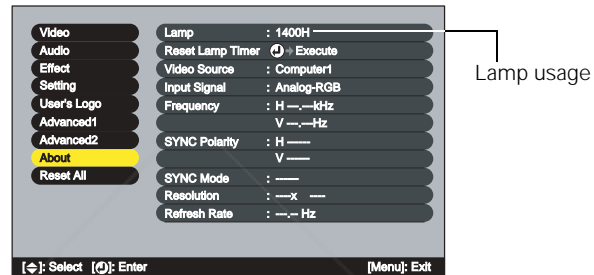 Video
Audio
Effect
Setting
User's Logo
Advanced1
Advanced2
About
Reset All
Lamp : 1400H
Reset Lamp Timer Execute
Video Source : Computer1
Input Signal : Analog-RGB
Frequency : H ---.---kHz
V ---.--Hz
SYNC Polarity : H ------
V ------
SYNC Mode : ------
Resolution : ----x ----
Refresh Rate : ---.-- Hz
[ ]: Select [ ]: Enter [Menu]: Exit
Lamp usage